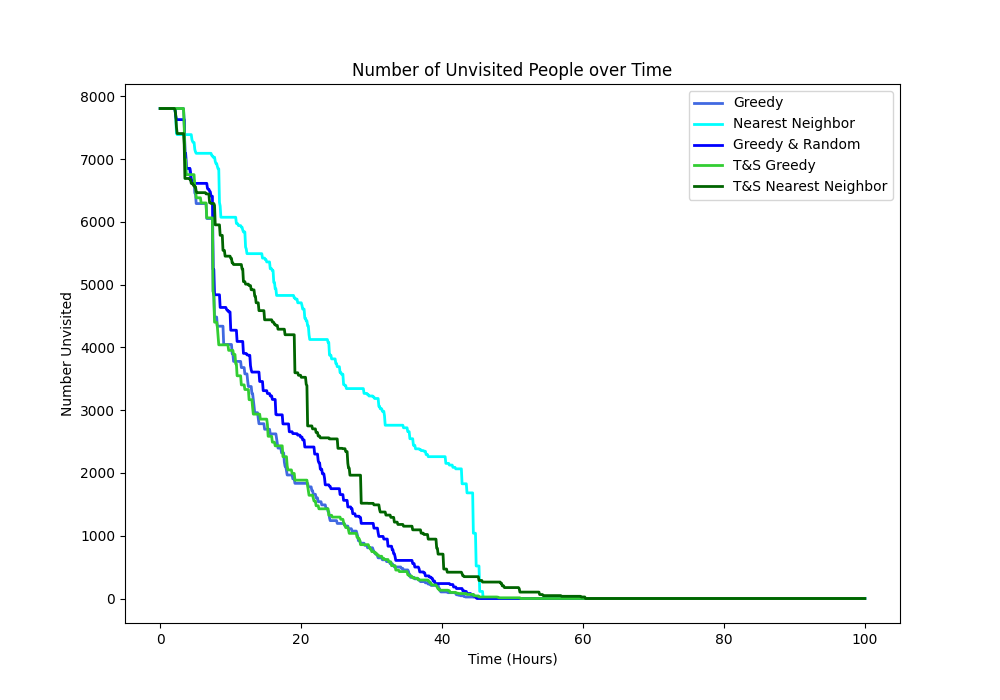 Number of Unvisited People over Time
Greedy
Nearest Neighbor
Greedy & Random
T&S Greedy
T&S Nearest Neighbor
8000
7000
6000
5000
4000
3000
2000
1000
0
Number Unvisited
0 20 40 60 80 100
Time (Hours)